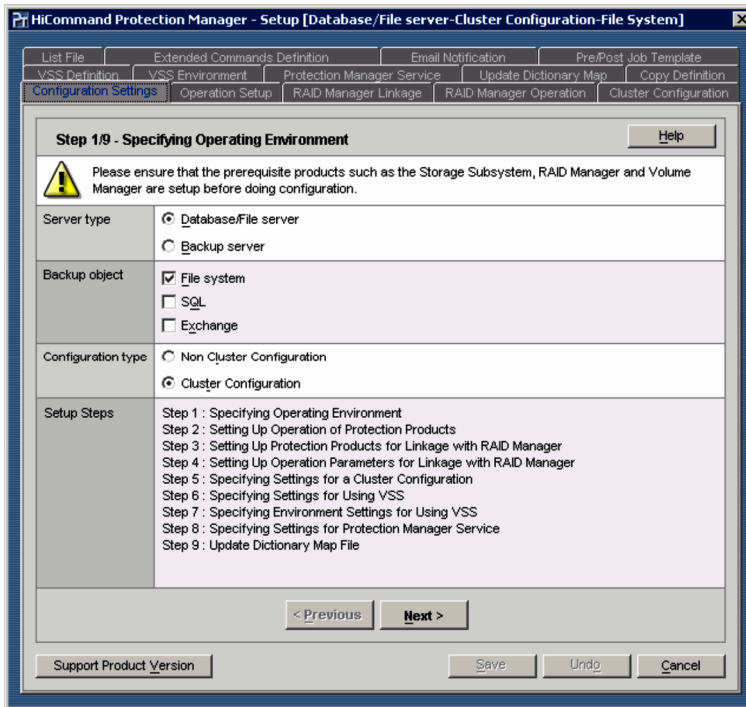 HiCommand Protection Manager - Setup [Database/File server-Cluster Configuration-File System]
List File Extended Commands Definition Email Notification Pre/Post Job Template
VSS Definition VSS Environment Protection Manager Service Update Dictionary Map Copy Definition
Configuration Settings Operation Setup RAID Manager Linkage RAID Manager Operation Cluster Configuration
Step 1/9 - Specifying Operating Environment
Help
Please ensure that the prerequisite products such as the Storage Subsystem, RAID Manager and Volume
Manager are setup before doing configuration.
Server type
Database/File server
Backup server
Backup object
File system
SQL
Exchange
Configuration type
Non Cluster Configuration
Cluster Configuration
Setup Steps
Step 1 : Specifying Operating Environment
Step 2 : Setting Up Operation of Protection Products
Step 3 : Setting Up Protection Products for Linkage with RAID Manager
Step 4 : Setting Up Operation Parameters for Linkage with RAID Manager
Step 5 : Specifying Settings for a Cluster Configuration
Step 6 : Specifying Settings for Using VSS
Step 7 : Specifying Environment Settings for Using VSS
Step 8 : Specifying Settings for Protection Manager Service
Step 9 : Update Dictionary Map File
< Previous Next >
Support Product Version Save Undo Cancel